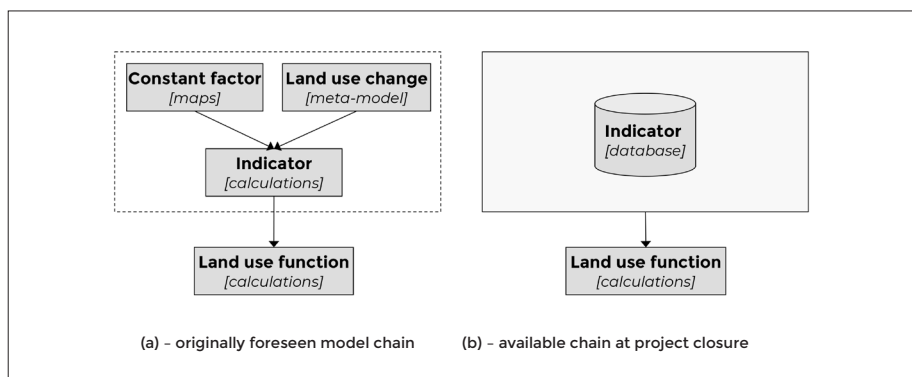 Constant factor
[maps]
Land use change
[meta-model]
Indicator
[calculations]
Land use function
[calculations]
(a) – originally foreseen model chain
Indicator
[database]
Land use function
[calculations]
(b) – available chain at project closure